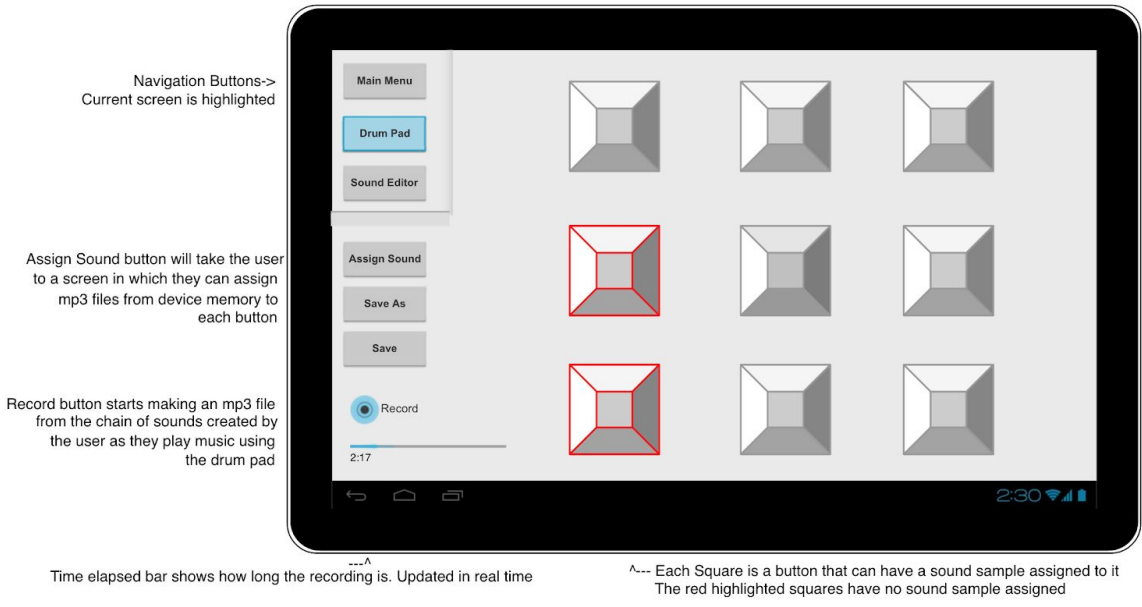 Navigation Buttons->
Current screen is highlighted
Main Menu
Drum Pad
Sound Editor
Assign Sound button will take the user
to a screen in which they can assign
mp3 files from device memory to
each button
Assign Sound
Save As
Save
Record button starts making an mp3 file
from the chain of sounds created by
the user as they play music using
the drum pad
Record
2:17
2:30
---^
Time elapsed bar shows how long the recording is. Updated in real time
^--- Each Square is a button that can have a sound sample assigned to it
The red highlighted squares have no sound sample assigned